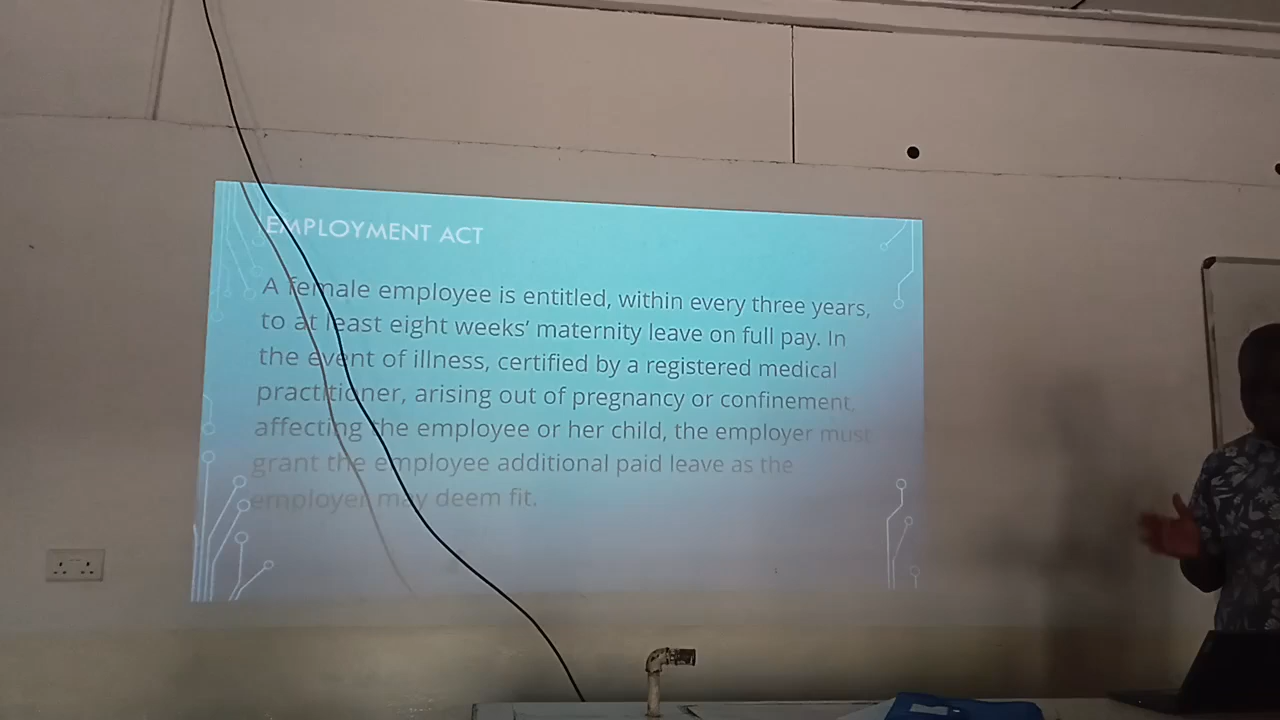 EMPLOYMENT ACT
A female employee is entitled, within every three years,
to at least eight weeks' maternity leave on full pay. In
the event of illness, certified by a registered medical
practitioner, arising out of pregnancy or confinement,
affecting the employee or her child, the employer must
grant the employee additional paid leave as the
employer may deem fit.